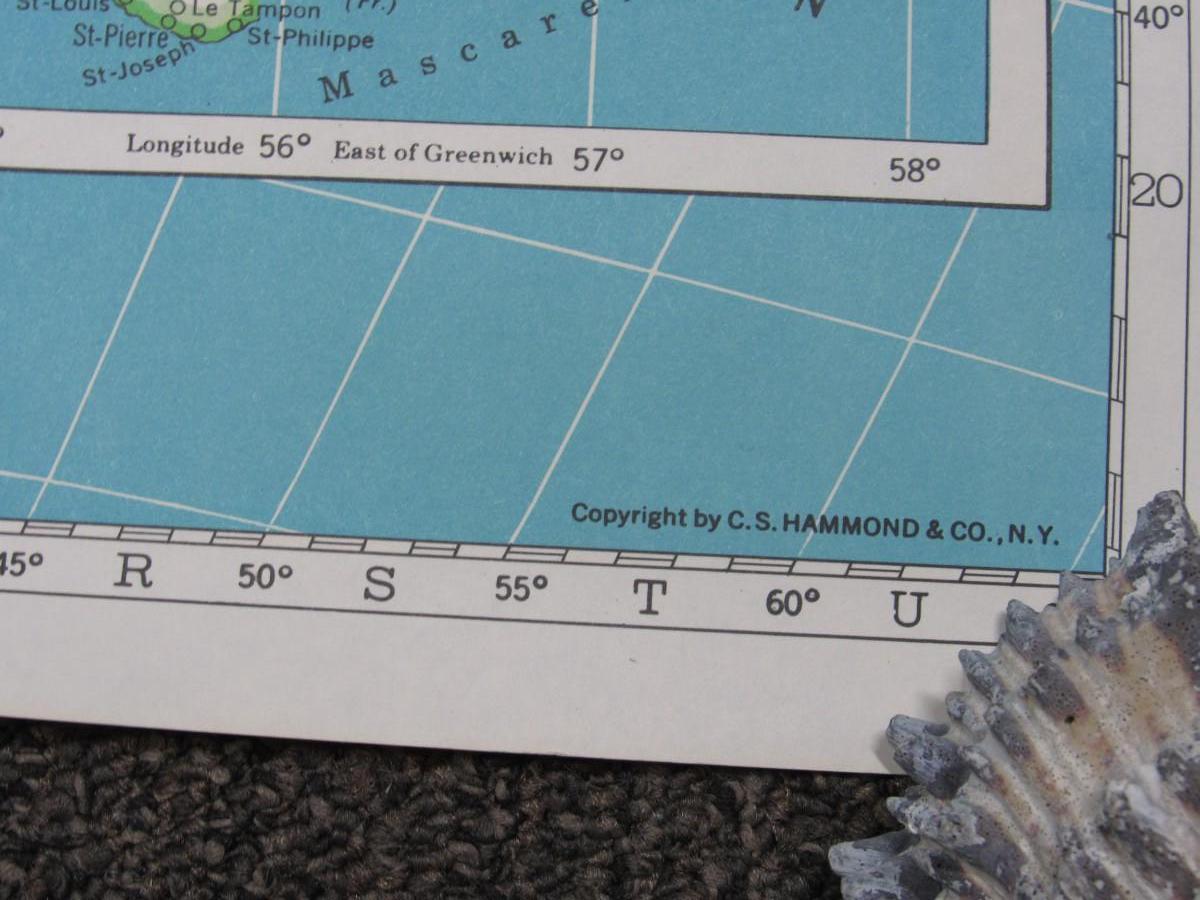 St-Louis
Le Tampon (Fr.)
St-Pierre
St-Philippe
St-Joseph
Mascare
N
40°
Longitude 56° East of Greenwich 57° 58°
20
Copyright by C.S. HAMMOND & CO., N.Y.
45° R 50° S 55° T 60° U